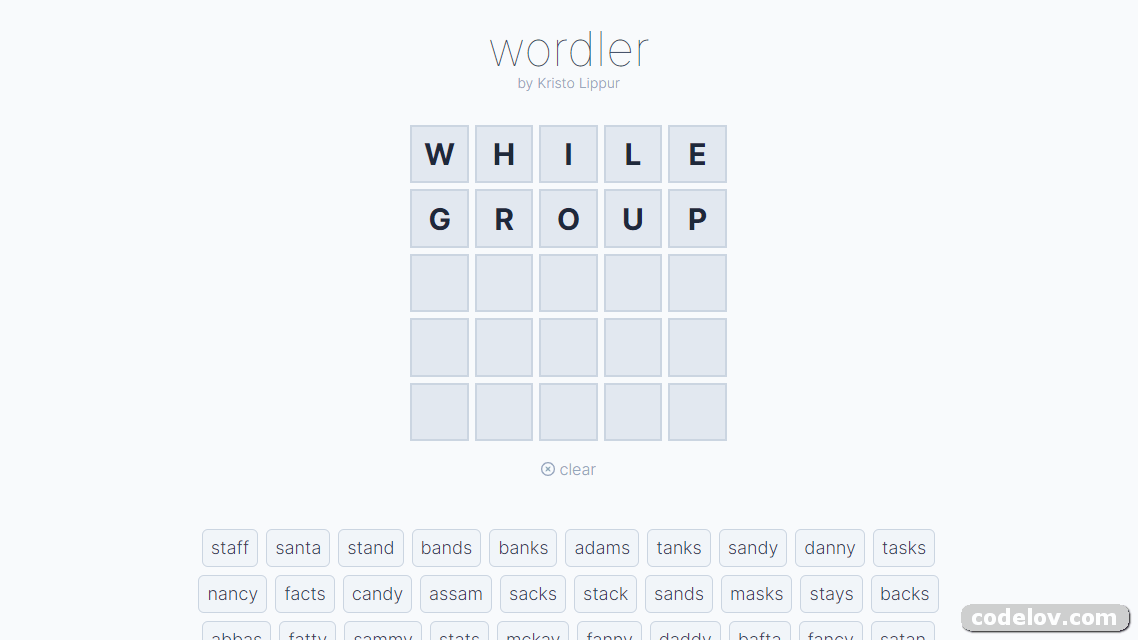 wordler
by Kristo Lippur
W H I L E
G R O U P
clear
staff santa stand bands banks adams tanks sandy danny tasks
nancy facts candy assam sacks stack sands masks stays backs
abbas fatty sammy stats mckay fanny daddy bafta fancy satan
codelov.com